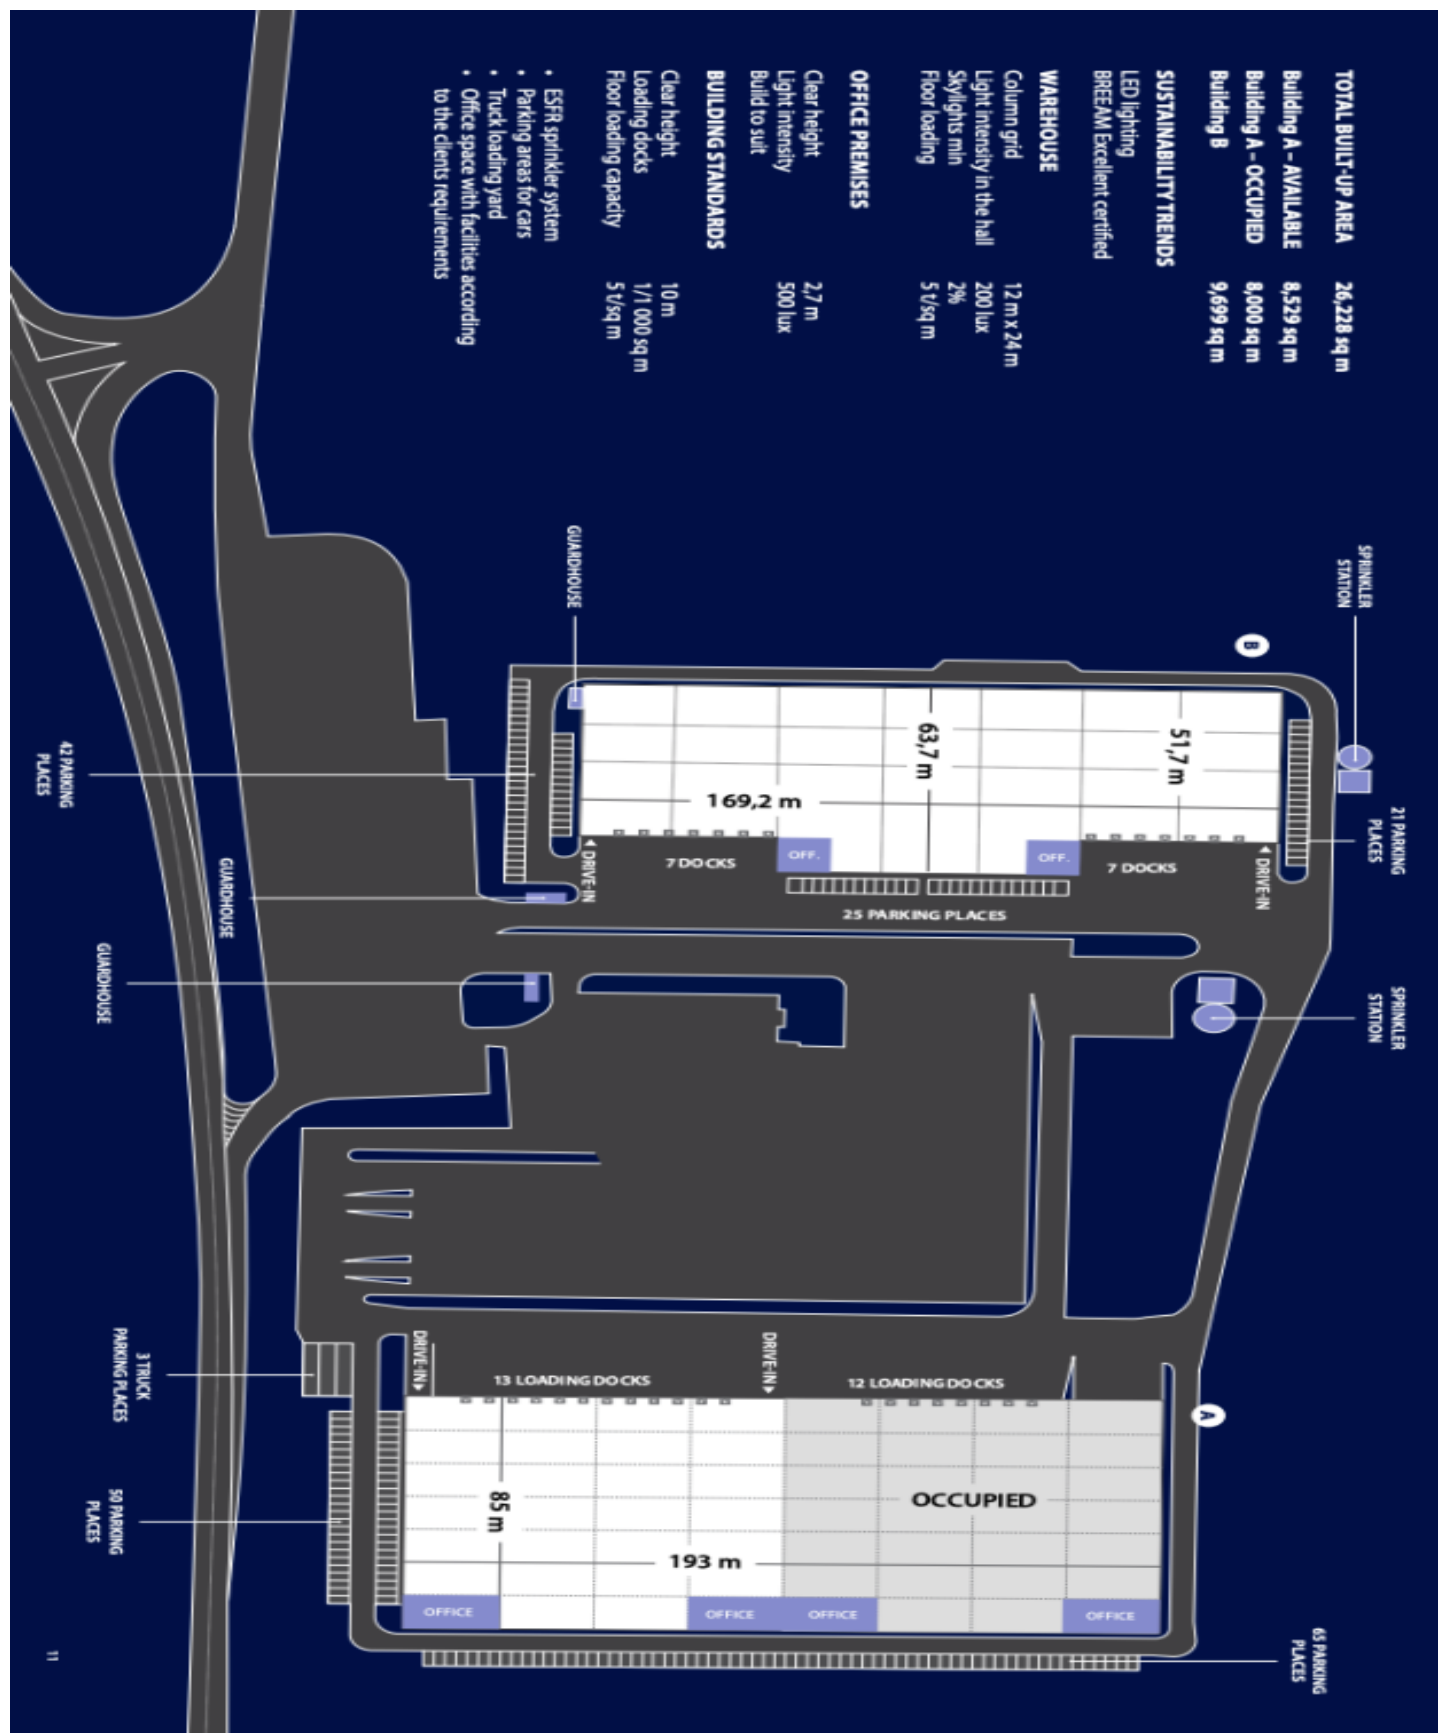 TOTAL BUILT-UP AREA 26,228 sq m
Building A – AVAILABLE 8,529 sq m
Building A – OCCUPIED 8,000 sq m
Building B 9,699 sq m
SUSTAINABILITY TRENDS
LED lighting
BREEAM Excellent certified
WAREHOUSE
Column grid 12 m x 24 m
Light intensity in the hall 200 lux
Skylights min 2%
Floor loading 5 t/sq m
OFFICE PREMISES
Clear height 2,7 m
Light intensity 500 lux
Build to suit
BUILDING STANDARDS
Clear height 10 m
Loading docks 1/1 000 sq m
Floor loading capacity 5 t/sq m
• ESFR sprinkler system
• Parking areas for cars
• Truck loading yard
• Office space with facilities according
to the clients requirements
SPRINKLER
STATION
B
GUARDHOUSE
51,7 m
63,7 m
169,2 m
21 PARKING
PLACES
42 PARKING
PLACES
OFF.
OFF.
7 DOCKS
7 DOCKS
DRIVE-IN
DRIVE-IN
25 PARKING PLACES
GUARDHOUSE
GUARDHOUSE
SPRINKLER
STATION
DRIVE-IN
DRIVE-IN
13 LOADING DOCKS
12 LOADING DOCKS
3 TRUCK
PARKING PLACES
A
85 m
OCCUPIED
193 m
50 PARKING
PLACES
OFFICE
OFFICE
OFFICE
OFFICE
65 PARKING
PLACES
11